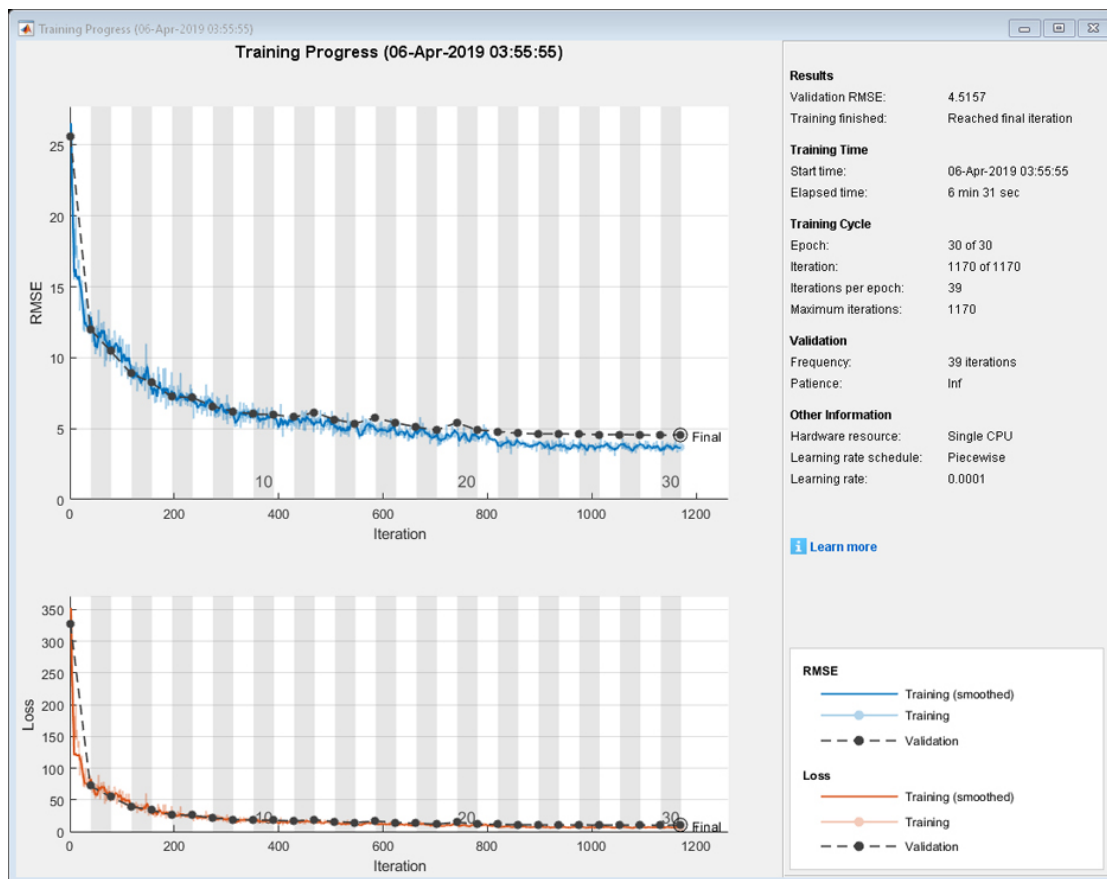 Training Progress (06-Apr-2019 03:55:55)
Training Progress (06-Apr-2019 03:55:55)
25
20
15
10
5
0
RMSE
10
20
30
Final
0 200 400 600 800 1000 1200
Iteration
350
300
250
200
150
100
50
0
Loss
10
20
30
Final
0 200 400 600 800 1000 1200
Iteration
Results
Validation RMSE: 4.5157
Training finished: Reached final iteration
Training Time
Start time: 06-Apr-2019 03:55:55
Elapsed time: 6 min 31 sec
Training Cycle
Epoch: 30 of 30
Iteration: 1170 of 1170
Iterations per epoch: 39
Maximum iterations: 1170
Validation
Frequency: 39 iterations
Patience: Inf
Other Information
Hardware resource: Single CPU
Learning rate schedule: Piecewise
Learning rate: 0.0001
i Learn more
RMSE
Training (smoothed)
Training
Validation
Loss
Training (smoothed)
Training
Validation